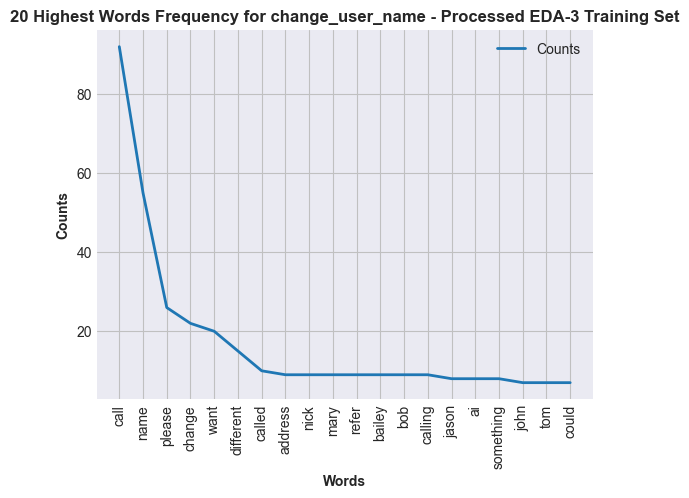 20 Highest Words Frequency for change_user_name - Processed EDA-3 Training Set
Counts
80
60
40
20
Counts
call
name
please
change
want
different
called
address
nick
mary
refer
bailey
bob
calling
jason
ai
something
john
tom
could
Words